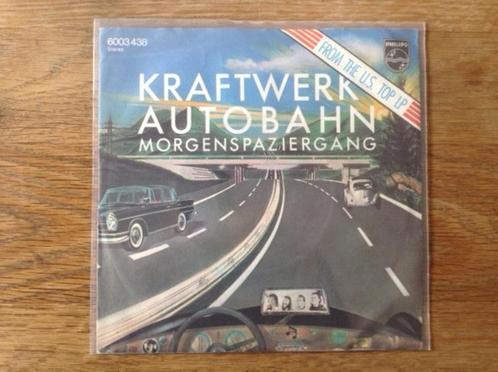 6003 438
Stereo
FROM THE U.S. TOP LP
PHILIPS
KRAFTWERK
AUTOBAHN
MORGENSPAZIERGANG